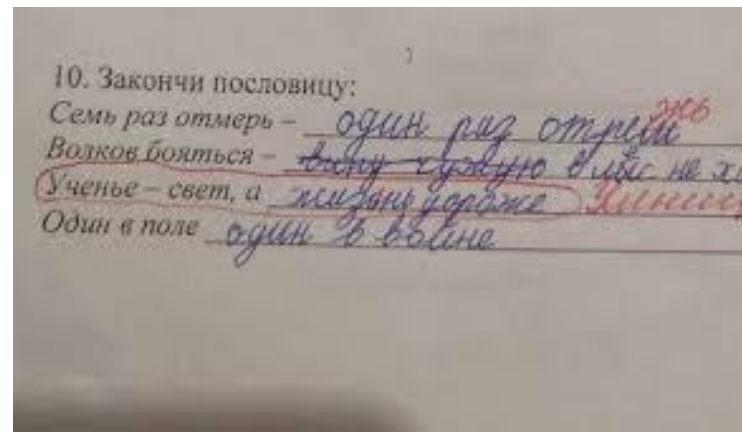 10. Закончи пословицу:
Семь раз отмерь – один раз отрежь
Волков бояться – в лес не
Ученье – свет, а жизнь дороже
Один в поле один в войне